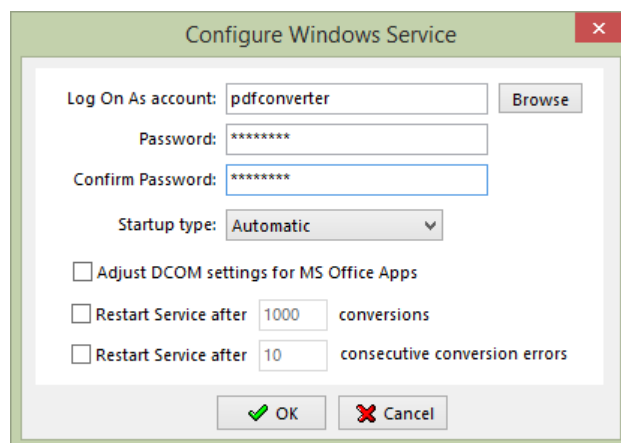 Configure Windows Service
Log On As account: pdfconverter Browse
Password: ********
Confirm Password: ********
Startup type: Automatic
Adjust DCOM settings for MS Office Apps
Restart Service after 1000 conversions
Restart Service after 10 consecutive conversion errors
OK Cancel